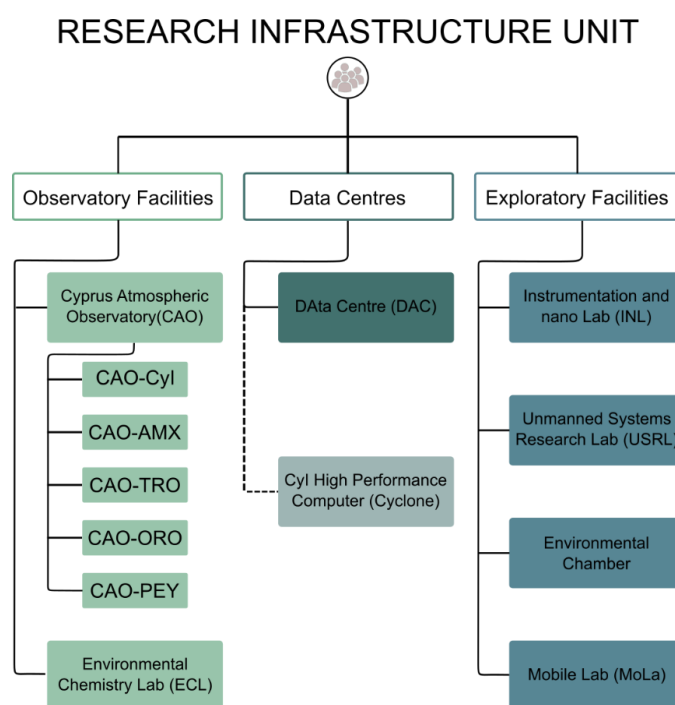 RESEARCH INFRASTRUCTURE UNIT
Observatory Facilities
Data Centres
Exploratory Facilities
Cyprus Atmospheric
Observatory(CAO)
CAO-CyI
CAO-AMX
CAO-TRO
CAO-ORO
CAO-PEY
Environmental
Chemistry Lab (ECL)
DAta Centre (DAC)
CyI High Performance
Computer (Cyclone)
Instrumentation and
nano Lab (INL)
Unmanned Systems
Research Lab (USRL)
Environmental
Chamber
Mobile Lab (MoLa)